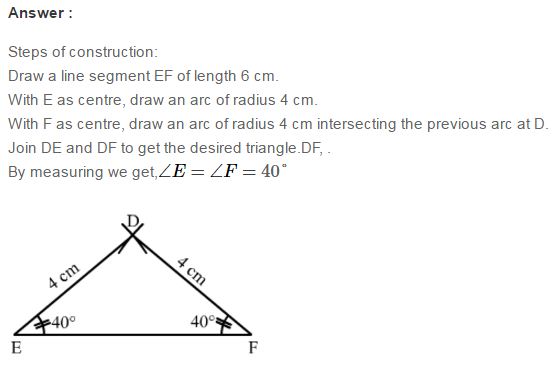 Answer :
Steps of construction:
Draw a line segment EF of length 6 cm.
With E as centre, draw an arc of radius 4 cm.
With F as centre, draw an arc of radius 4 cm intersecting the previous arc at D.
Join DE and DF to get the desired triangle.DF, .
By measuring we get,∠E = ∠F = 40°
D
4 cm
4 cm
40°
40°
E
F